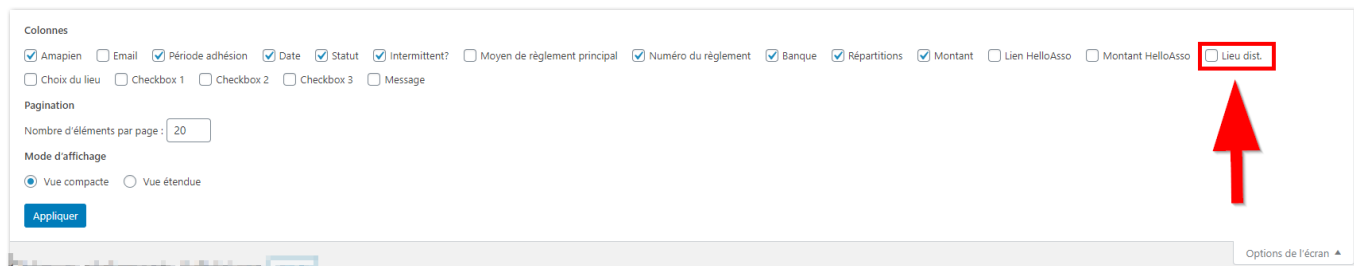 Colonnes
Amapien Email Période adhésion Date Statut Intermittent? Moyen de règlement principal Numéro du règlement Banque Répartitions Montant Lien HelloAsso Montant HelloAsso Lieu dist.
Choix du lieu Checkbox 1 Checkbox 2 Checkbox 3 Message
Pagination
Nombre d'éléments par page : 20
Mode d'affichage
Vue compacte Vue étendue
Appliquer
Options de l'écran ▲